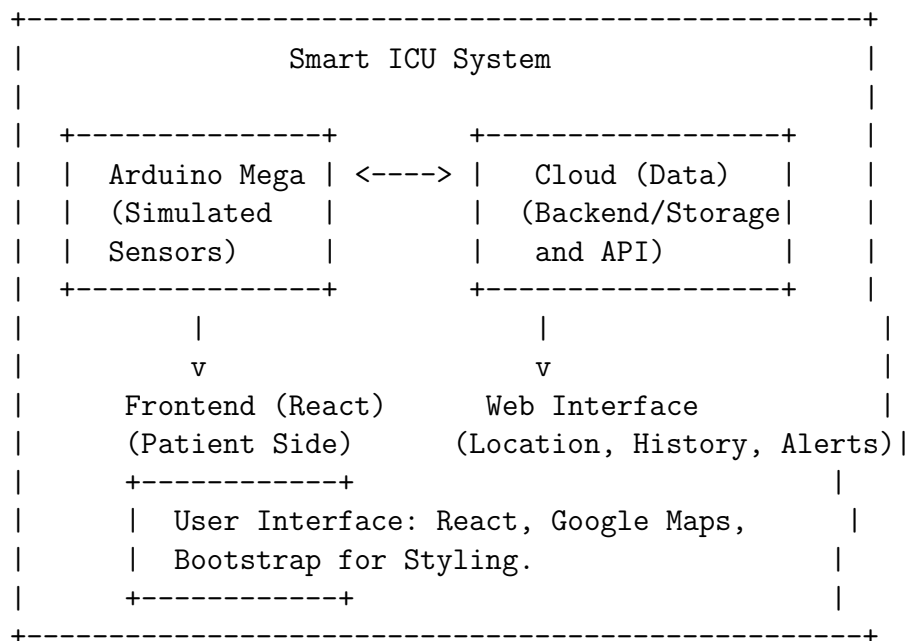 Smart ICU System
Arduino Mega <----> Cloud (Data)
(Simulated (Backend/Storage
Sensors) and API)
v v
Frontend (React) Web Interface
(Patient Side) (Location, History, Alerts)
User Interface: React, Google Maps,
Bootstrap for Styling.